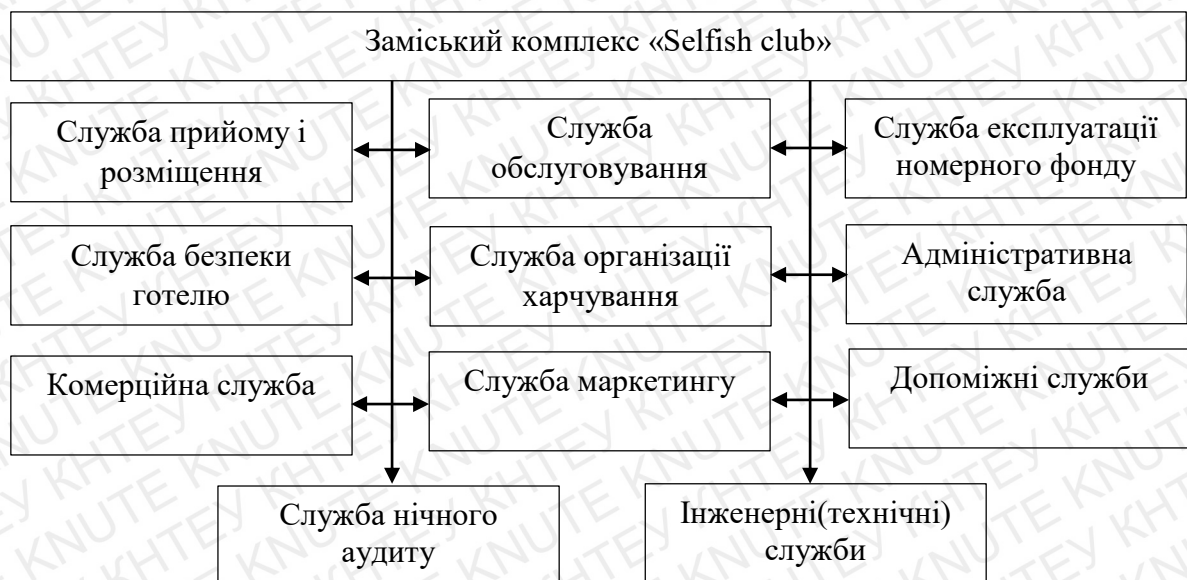 Заміський комплекс «Selfish club»
Служба прийому і
розміщення
Служба
обслуговування
Служба експлуатації
номерного фонду
Служба безпеки
готелю
Служба організації
харчування
Адміністративна
служба
Комерційна служба
Служба маркетингу
Допоміжні служби
Служба нічного
аудиту
Інженерні(технічні)
служби